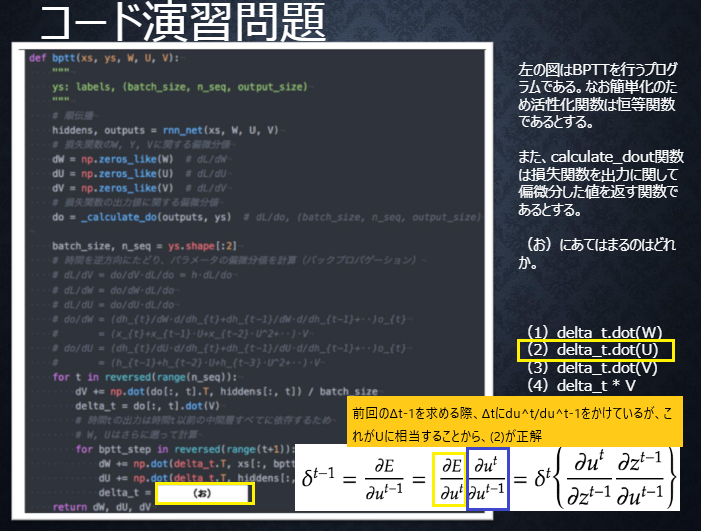 コード演習問題
def bptt(xs, ys, W, U, V):
"""
ys: labels, (batch_size, n_seq, output_size)
"""
# 順伝播
hiddens, outputs = rnn_net(xs, W, U, V)
# 損失関数のW, Y, Vに関する偏微分値
dW = np.zeros_like(W) # dL/dW
dU = np.zeros_like(U) # dL/dU
dV = np.zeros_like(V) # dL/dV
# 損失関数の出力値に関する偏微分値
do = _calculate_do(outputs, ys) # dL/do, (batch_size, n_seq, output_size)
batch_size, n_seq = ys.shape[:2]
# 時間を逆方向にたどり、パラメータの偏微分値を計算（バックプロパゲーション）
# dL/dV = do/dV·dL/do = h·dL/do
# dL/dW = do/dW·dL/do
# dL/dU = do/dU·dL/do
# do/dW = (dh_{t}/dW·d/dh_{t}+dh_{t-1}/dW·d/dh_{t-1}+··)o_{t}
# = (x_{t}+x_{t-1}·U+x_{t-2}·U^2+··)·V
# do/dU = (dh_{t}/dU·d/dh_{t}+dh_{t-1}/dU·d/dh_{t-1}+··)o_{t}
# = (h_{t-1}+h_{t-2}·U+h_{t-3}·U^2+··)·V
for t in reversed(range(n_seq)):
dV += np.dot(do[:, t].T, hiddens[:, t]) / batch_size
delta_t = do[:, t].dot(V)
# 時間tの出力は時間t以前の中間層すべてに依存するため
# W, Uはさらに遡って計算
for bptt_step in reversed(range(t+1)):
dW += np.dot(delta_t.T, xs[:, bptt
dU += np.dot(delta_t.T, hiddens[:,
delta_t = （お）
return dW, dU, dV
左の図はBPTTを行うプログ
ラムである。なお簡単化のた
め活性化関数は恒等関数
であるとする。
また、calculate_dout関数
は損失関数を出力に関して
偏微分した値を返す関数で
あるとする。
（お）にあてはまるのはどれ
か。
（1）delta_t.dot(W)
（2）delta_t.dot(U)
（3）delta_t.dot(V)
（4）delta_t * V
前回のΔt-1を求める際、Δtにdu^t/du^t-1をかけているが、こ
れがUに相当することから、(2)が正解
δ^{t−1} = ∂E/∂u^{t−1} = ∂E/∂u^t ∂u^t/∂u^{t−1} = δ^t { ∂u^t/∂z^{t−1} ∂z^{t−1}/∂u^{t−1} }